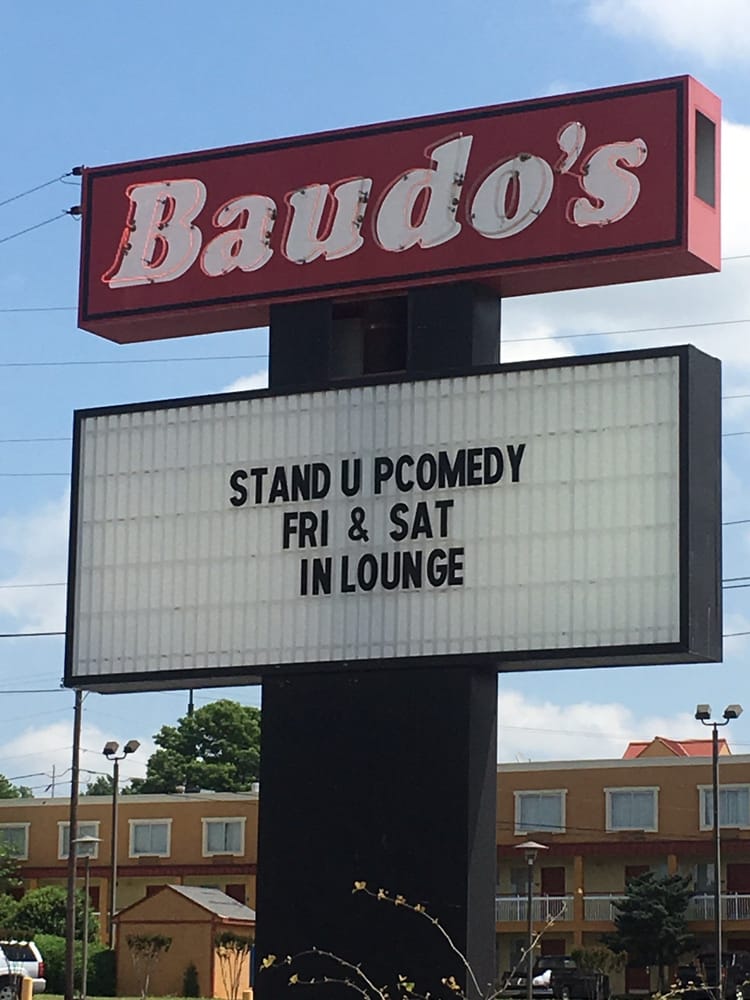 Baudo's
STAND U PCOMEDY
FRI & SAT
IN LOUNGE